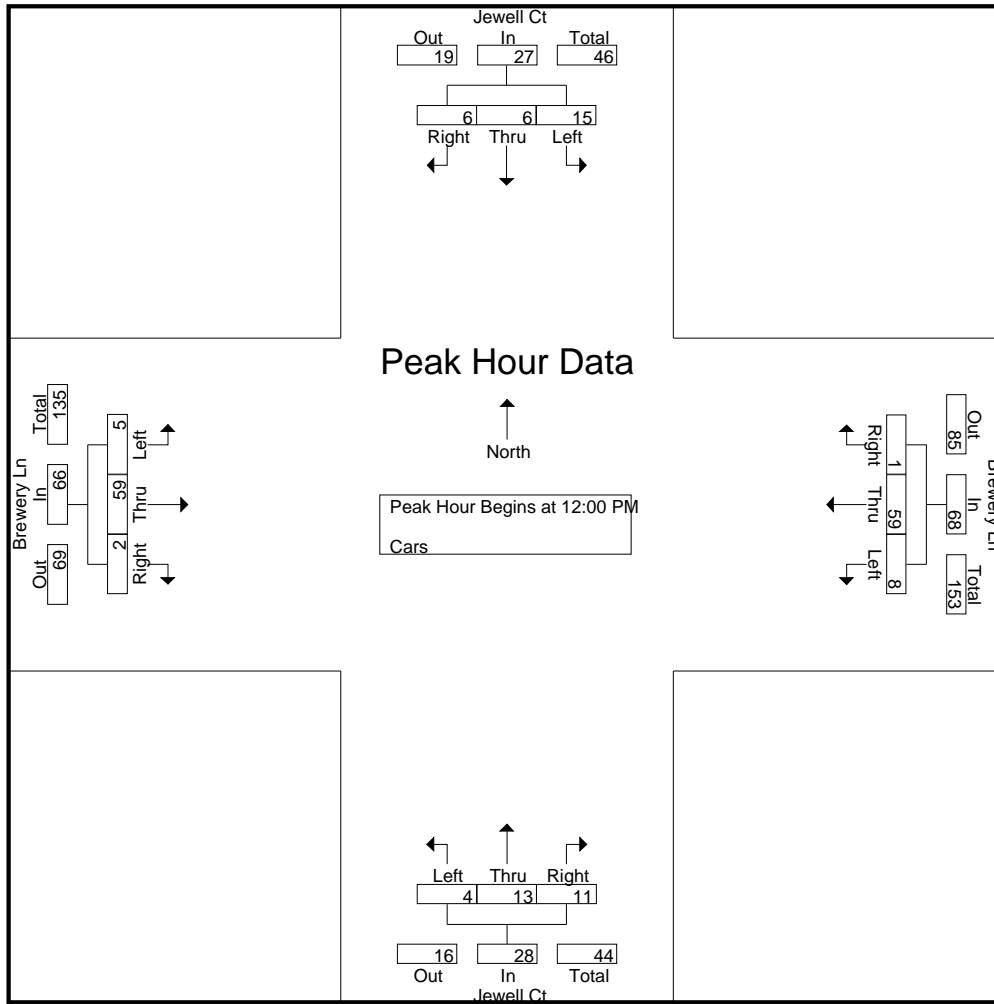 Jewell Ct
Out In Total
19 27 46
6 6 15
Right Thru Left
Peak Hour Data
North
Peak Hour Begins at 12:00 PM
Cars
Brewery Ln
Total In Out
135 66 69
5 59 2
Left Thru Right
Brewery Ln
Out In Total
85 68 153
1 59 8
Right Thru Left
Left Thru Right
4 13 11
16 28 44
Out In Total
Jewell Ct